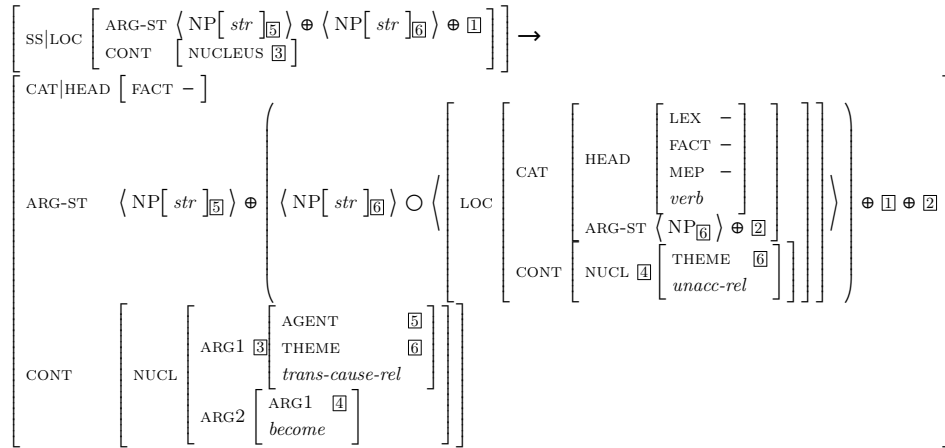 SS|LOC [ ARG-ST ⟨ NP[ str ]5 ⟩ ⊕ ⟨ NP[ str ]6 ⟩ ⊕ 1
CONT [ NUCLEUS 3 ] ] →
CAT|HEAD [ FACT − ]
LEX −
FACT −
CAT HEAD MEP −
verb
ARG-ST ⟨ NP[ str ]5 ⟩ ⊕ ( ⟨ NP[ str ]6 ⟩ ○ ⟨ [ LOC ] ⟩ ) ⊕ 1 ⊕ 2
ARG-ST ⟨ NP6 ⟩ ⊕ 2
CONT [ NUCL 4 [ THEME 6
unacc-rel ] ]
AGENT 5
ARG1 3 THEME 6
trans-cause-rel
CONT [ NUCL ]
ARG2 [ ARG1 4
become ]